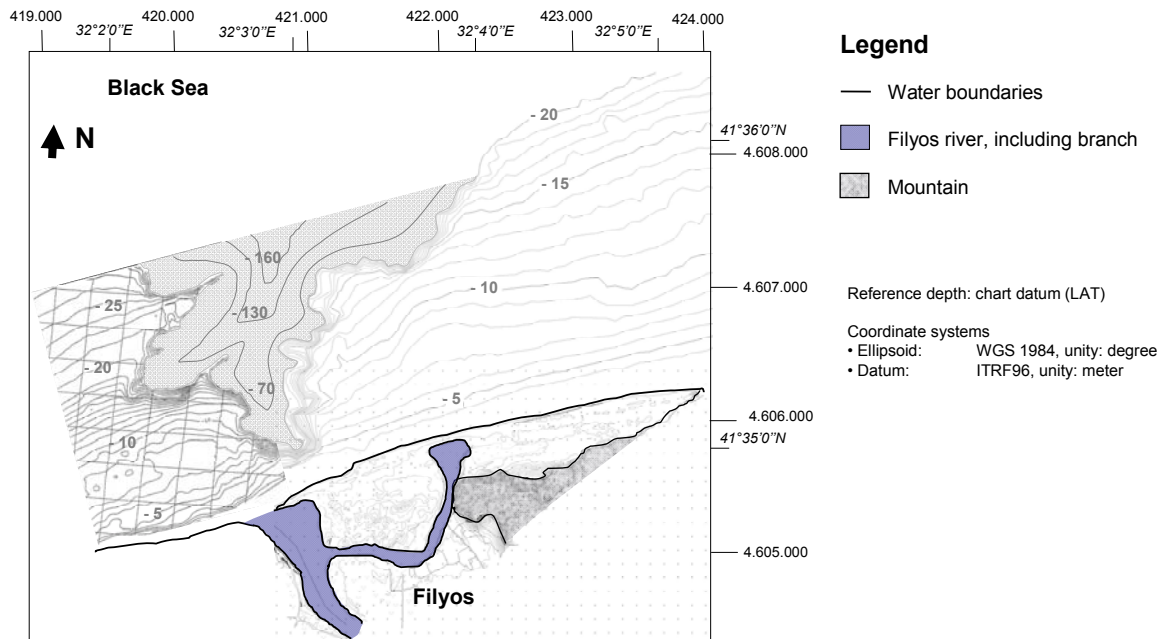 419.000 420.000 421.000 422.000 423.000 424.000
32°2'0''E 32°3'0''E 32°4'0''E 32°5'0''E
Black Sea
N
- 20
- 15
- 160
- 25
- 130
- 10
- 20
- 70
- 5
- 10
- 5
Filyos
41°36'0''N
4.608.000
4.607.000
4.606.000
41°35'0''N
4.605.000
Legend
Water boundaries
Filyos river, including branch
Mountain
Reference depth: chart datum (LAT)
Coordinate systems
• Ellipsoid: WGS 1984, unity: degree
• Datum: ITRF96, unity: meter